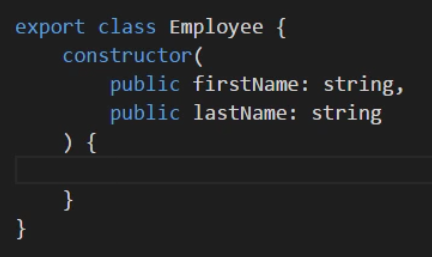 export class Employee {
    constructor(
        public firstName: string,
        public lastName: string
    ) {
    }
}